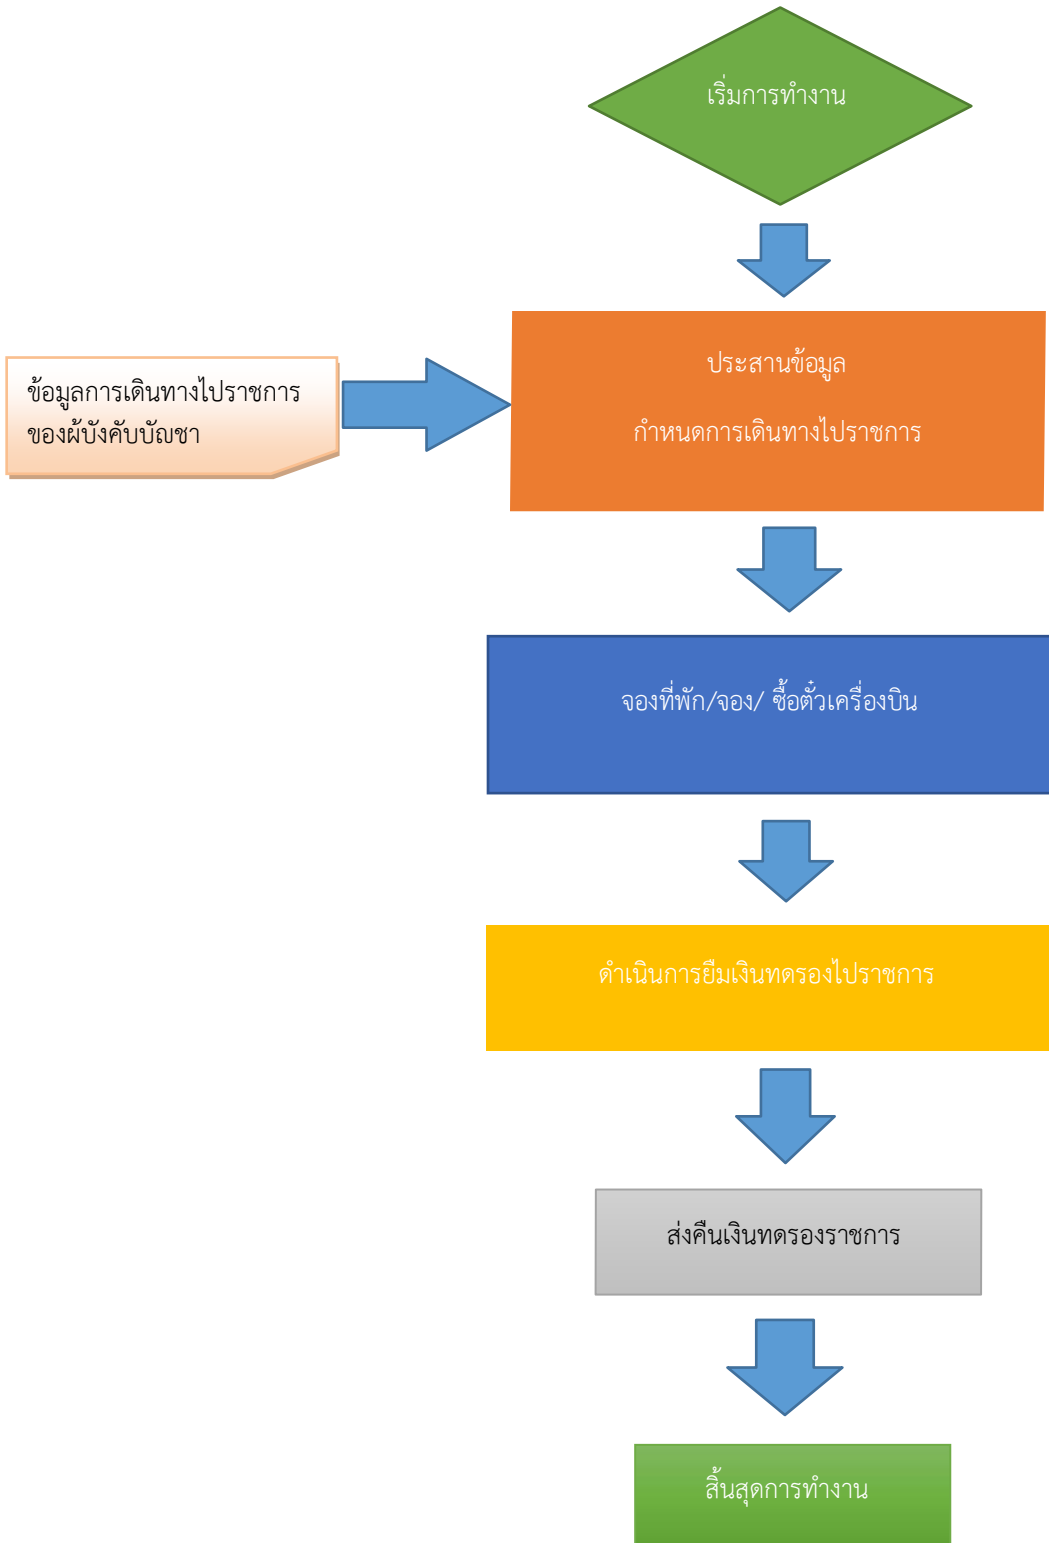 เริ่มการทำงาน
ข้อมูลการเดินทางไปราชการ
ของผู้บังคับบัญชา
ประสานข้อมูล
กำหนดการเดินทางไปราชการ
จองที่พัก/จอง/ ซื้อตั๋วเครื่องบิน
ดำเนินการยืมเงินทดรองไปราชการ
ส่งคืนเงินทดรองราชการ
สิ้นสุดการทำงาน